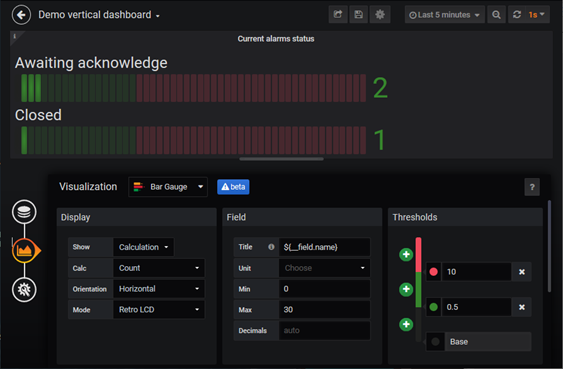 Demo vertical dashboard
Last 5 minutes
1s
Current alarms status
Awaiting acknowledge
2
Closed
1
Visualization
Bar Gauge
beta
?
Display
Show
Calculation
Calc
Count
Orientation
Horizontal
Mode
Retro LCD
Field
Title
${__field.name}
Unit
Choose
Min
0
Max
30
Decimals
auto
Thresholds
10
0.5
Base